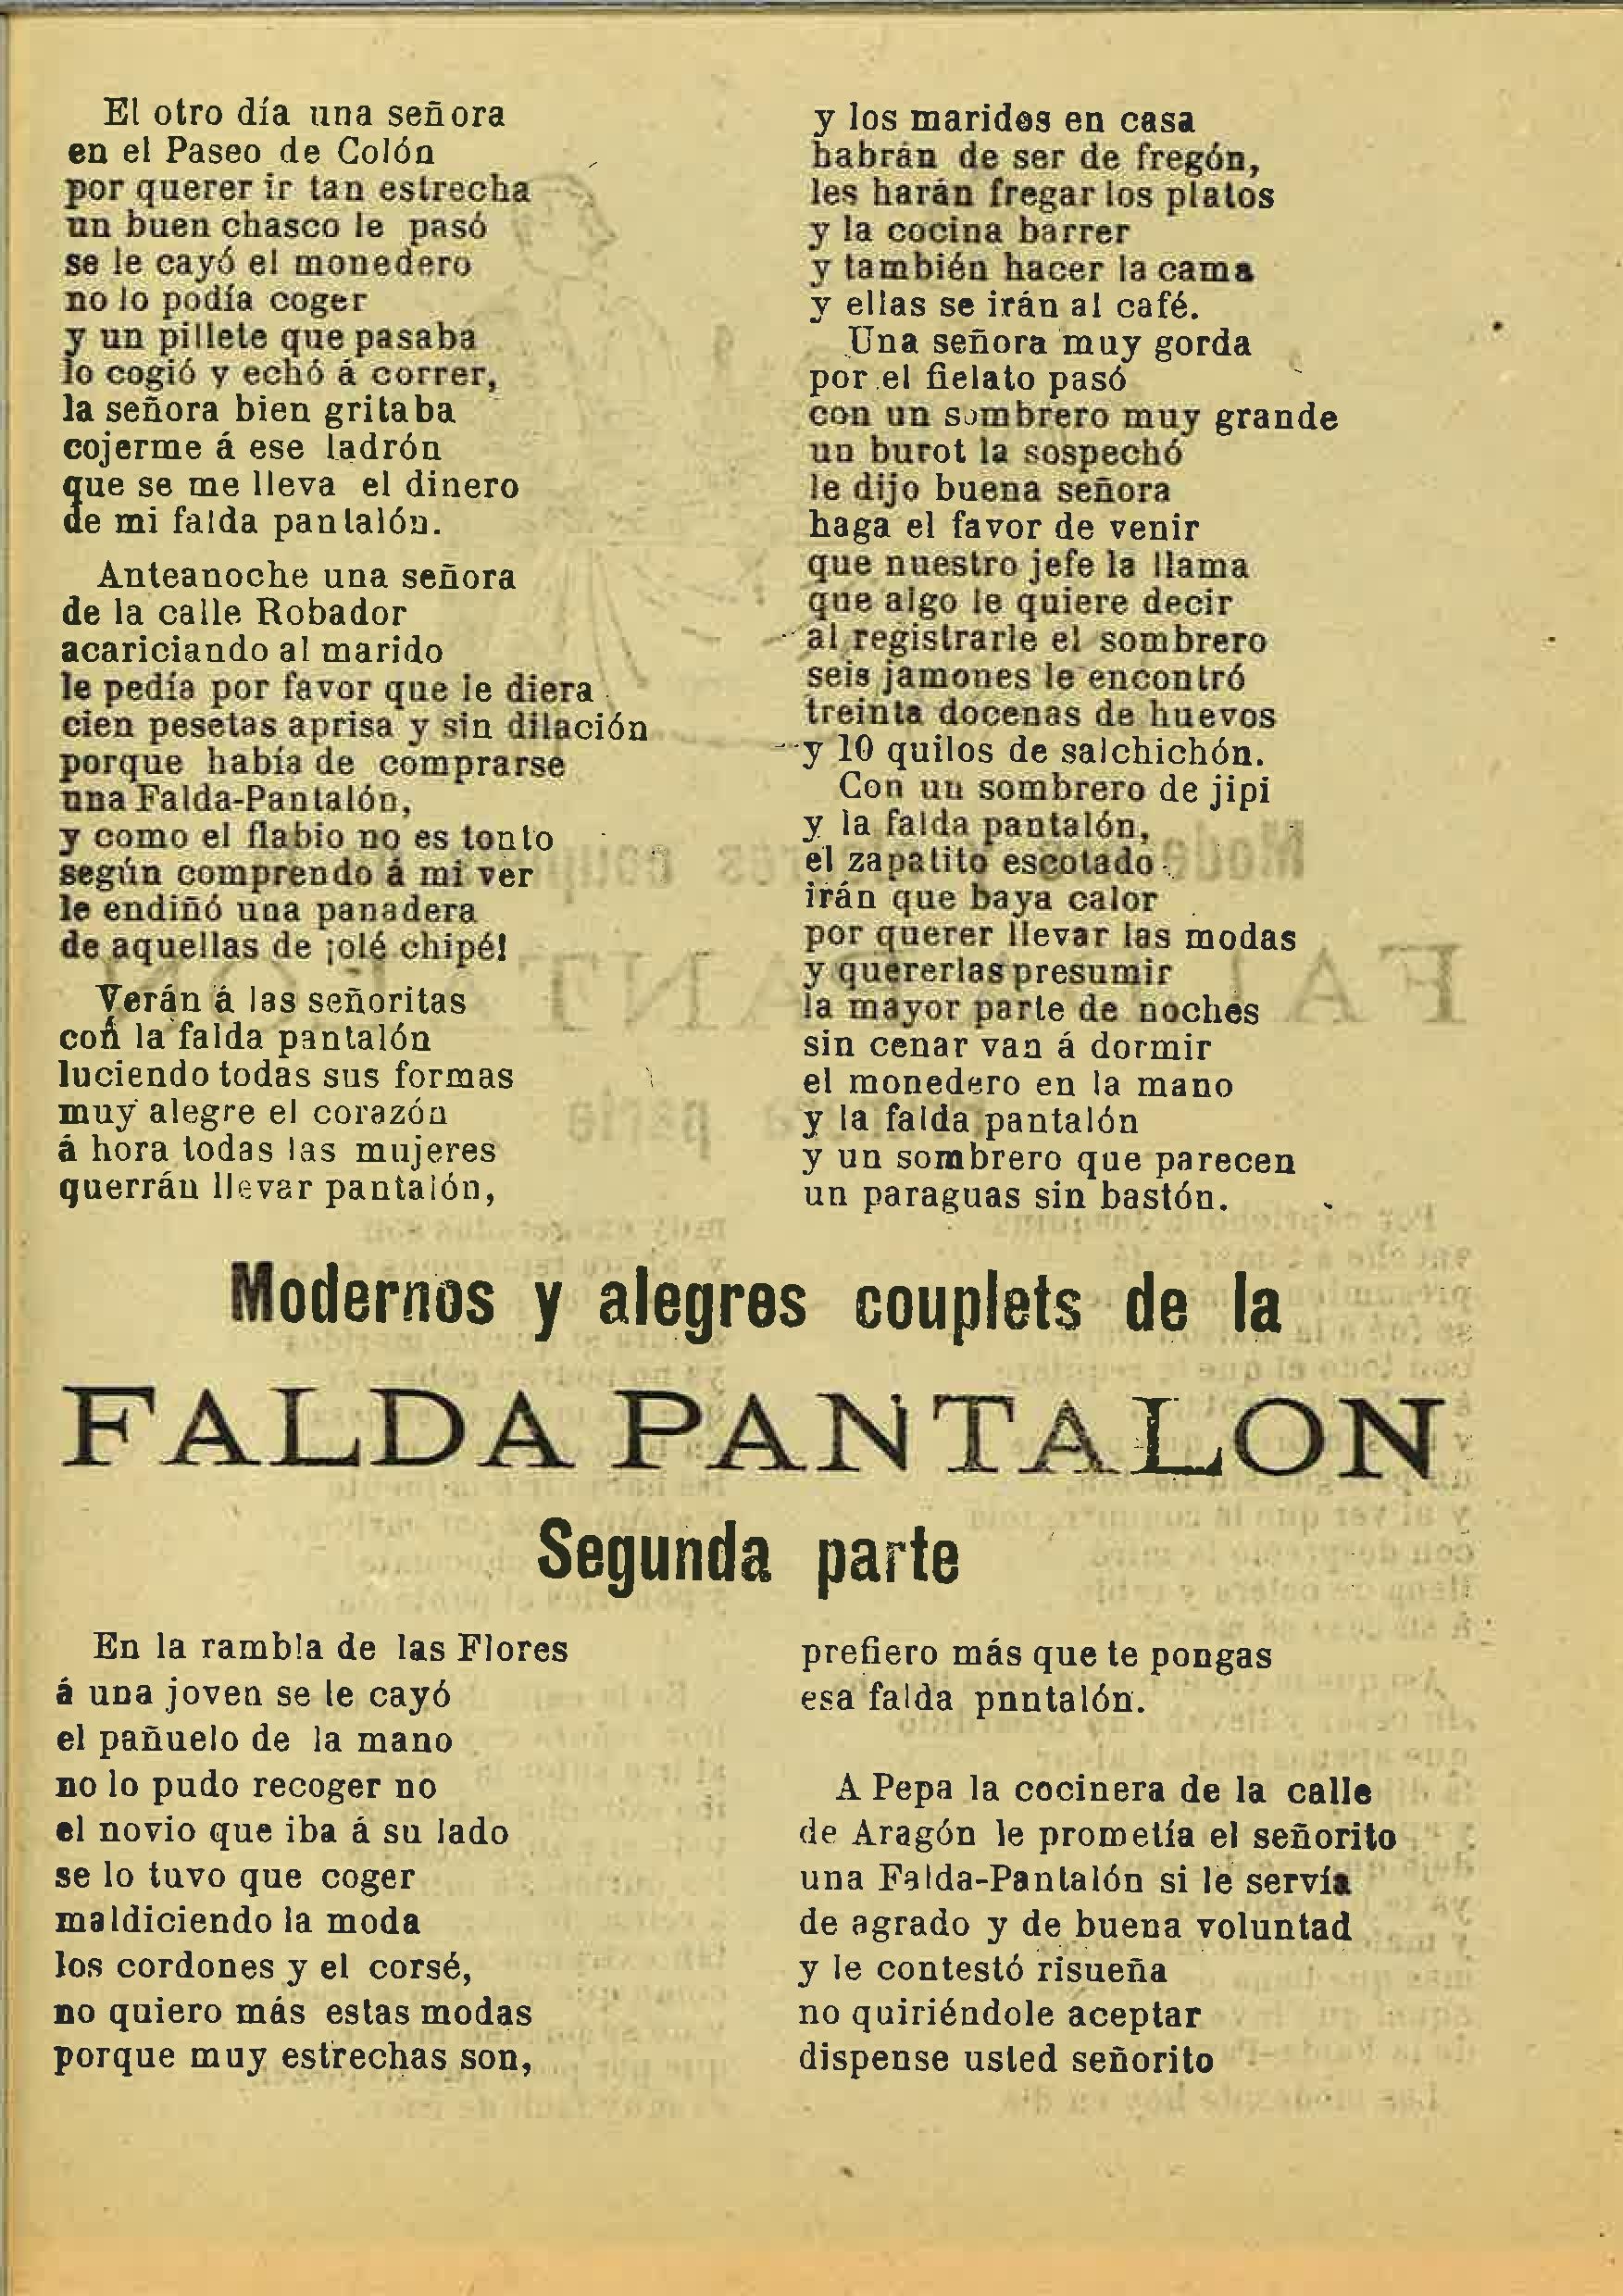 El otro día una señora
en el Paseo de Colón
por querer ir tan estrecha
un buen chasco le pasó
se le cayó el monedero
no lo podía coger
y un pillete que pasaba
lo cogió y echó á correr,
la señora bien gritaba
cojerme á ese ladrón
que se me lleva el dinero
de mi falda pantalón.
Anteanoche una señora
de la calle Robador
acariciando al marido
le pedía por favor que le diera
cien pesetas aprisa y sin dilación
porque había de comprarse
una Falda-Pantalón,
y como el flabio no es tonto
según comprendo á mi ver
le endiñó una panadera
de aquellas de ¡olé chipé!
Verán á las señoritas
con la falda pantalón
luciendo todas sus formas
muy alegre el corazón
á hora todas las mujeres
querrán llevar pantalón,
y los maridos en casa
habrán de ser de fregón,
les harán fregar los platos
y la cocina barrer
y también hacer la cama
y ellas se irán al café.
Una señora muy gorda
por el fielato pasó
con un sombrero muy grande
un burot la sospechó
le dijo buena señora
haga el favor de venir
que nuestro jefe la llama
que algo le quiere decir
al registrarle el sombrero
seis jamones le encontró
treinta docenas de huevos
y 10 quilos de salchichón.
Con un sombrero de jipi
y la falda pantalón,
el zapatito escotado
irán que baya calor
por querer llevar las modas
y quererlas presumir
la mayor parte de noches
sin cenar van á dormir
el monedero en la mano
y la falda pantalón
y un sombrero que parecen
un paraguas sin bastón.
Modernos y alegres couplets de la
FALDA PANTALON
Segunda parte
En la rambla de las Flores
á una joven se le cayó
el pañuelo de la mano
no lo pudo recoger no
el novio que iba á su lado
se lo tuvo que coger
maldiciendo la moda
los cordones y el corsé,
no quiero más estas modas
porque muy estrechas son,
prefiero más que te pongas
esa falda pnntalón.
A Pepa la cocinera de la calle
de Aragón le prometía el señorito
una Falda-Pantalón si le servía
de agrado y de buena voluntad
y le contestó risueña
no quiriéndole aceptar
dispense usted señorito